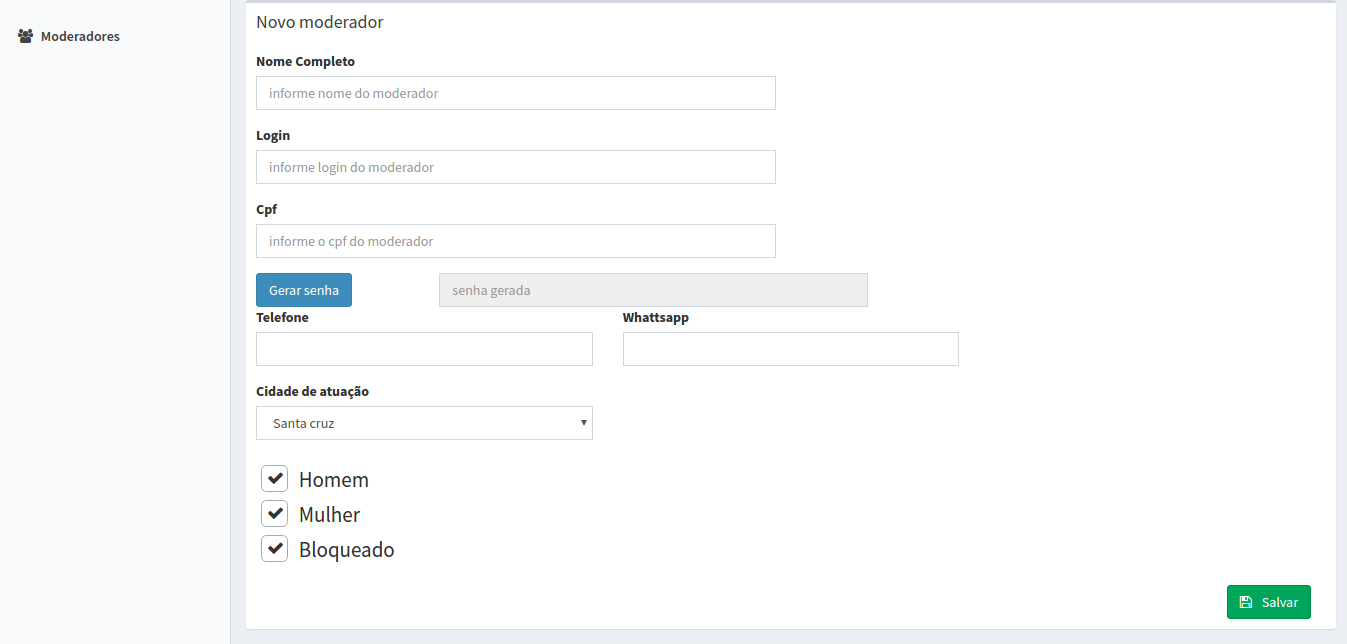 Moderadores
Novo moderador
Nome Completo
informe nome do moderador
Login
informe login do moderador
Cpf
informe o cpf do moderador
Gerar senha senha gerada
Telefone Whattsapp
Cidade de atuação
Santa cruz
Homem
Mulher
Bloqueado
Salvar